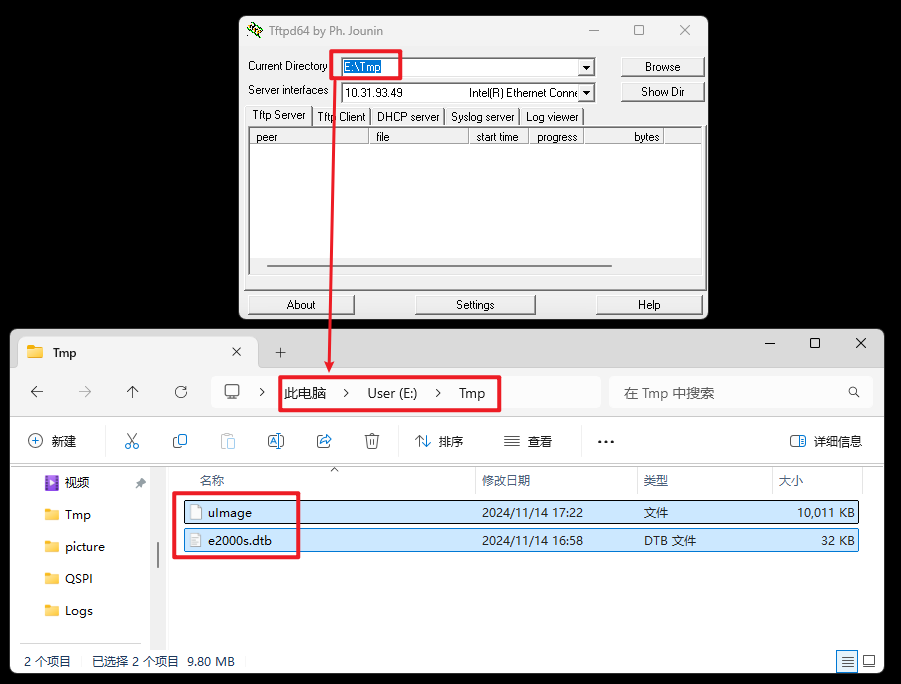 Tftpd64 by Ph. Jounin
Current Directory E:\Tmp Browse
Server interfaces 10.31.93.49 Intel(R) Ethernet Conne Show Dir
Tftp Server Tftp Client DHCP server Syslog server Log viewer
peer file start time progress bytes
About Settings Help
Tmp
此电脑 > User (E:) > Tmp 在 Tmp 中搜索
新建 排序 查看 ••• 详细信息
名称 修改日期 类型 大小
视频
Tmp
picture
QSPI
Logs
uImage 2024/11/14 17:22 文件 10,011 KB
e2000s.dtb 2024/11/14 16:58 DTB 文件 32 KB
2 个项目 已选择 2 个项目 9.80 MB